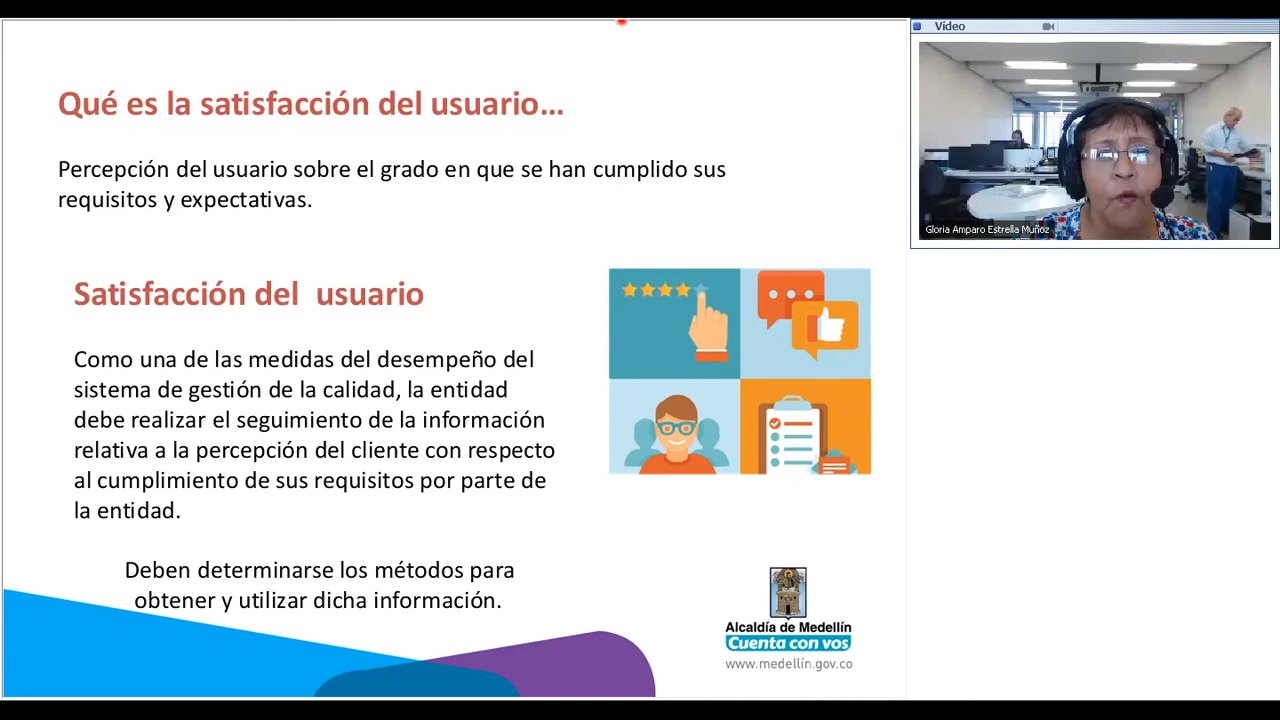 Qué es la satisfacción del usuario...
Percepción del usuario sobre el grado en que se han cumplido sus
requisitos y expectativas.
Satisfacción del  usuario
Como una de las medidas del desempeño del
sistema de gestión de la calidad, la entidad
debe realizar el seguimiento de la información
relativa a la percepción del cliente con respecto
al cumplimiento de sus requisitos por parte de
la entidad.
Deben determinarse los métodos para
obtener y utilizar dicha información.
Alcaldía de Medellín
Cuenta con vos
www.medellín.gov.co
Vídeo
Gloria Amparo Estrella Muñoz